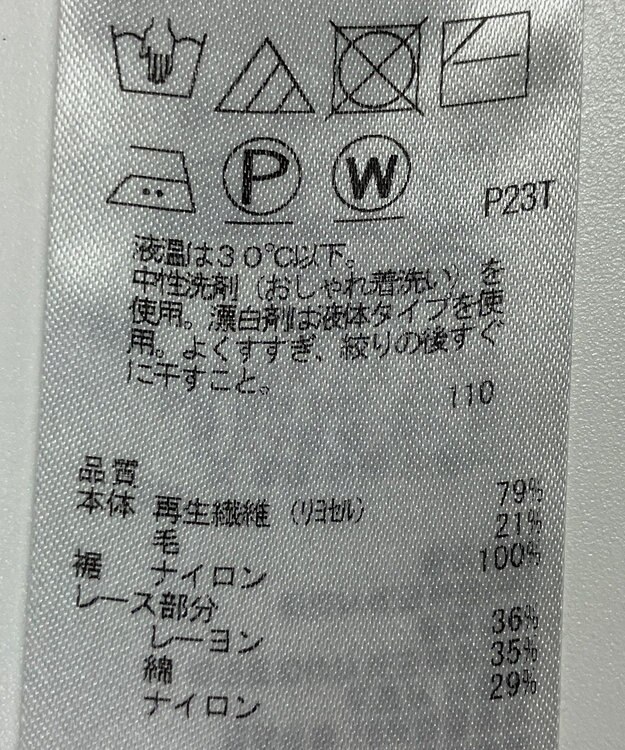 P W P23T
液温は30℃以下。
中性洗剤（おしゃれ着洗い）を
使用。漂白剤は液体タイプを使
用。よくすすぎ、絞りの後すぐ
に干すこと。
110
品質
本体 再生繊維（リヨセル） 79%
毛 21%
裾 ナイロン 100%
レース部分
レーヨン 36%
綿 35%
ナイロン 29%